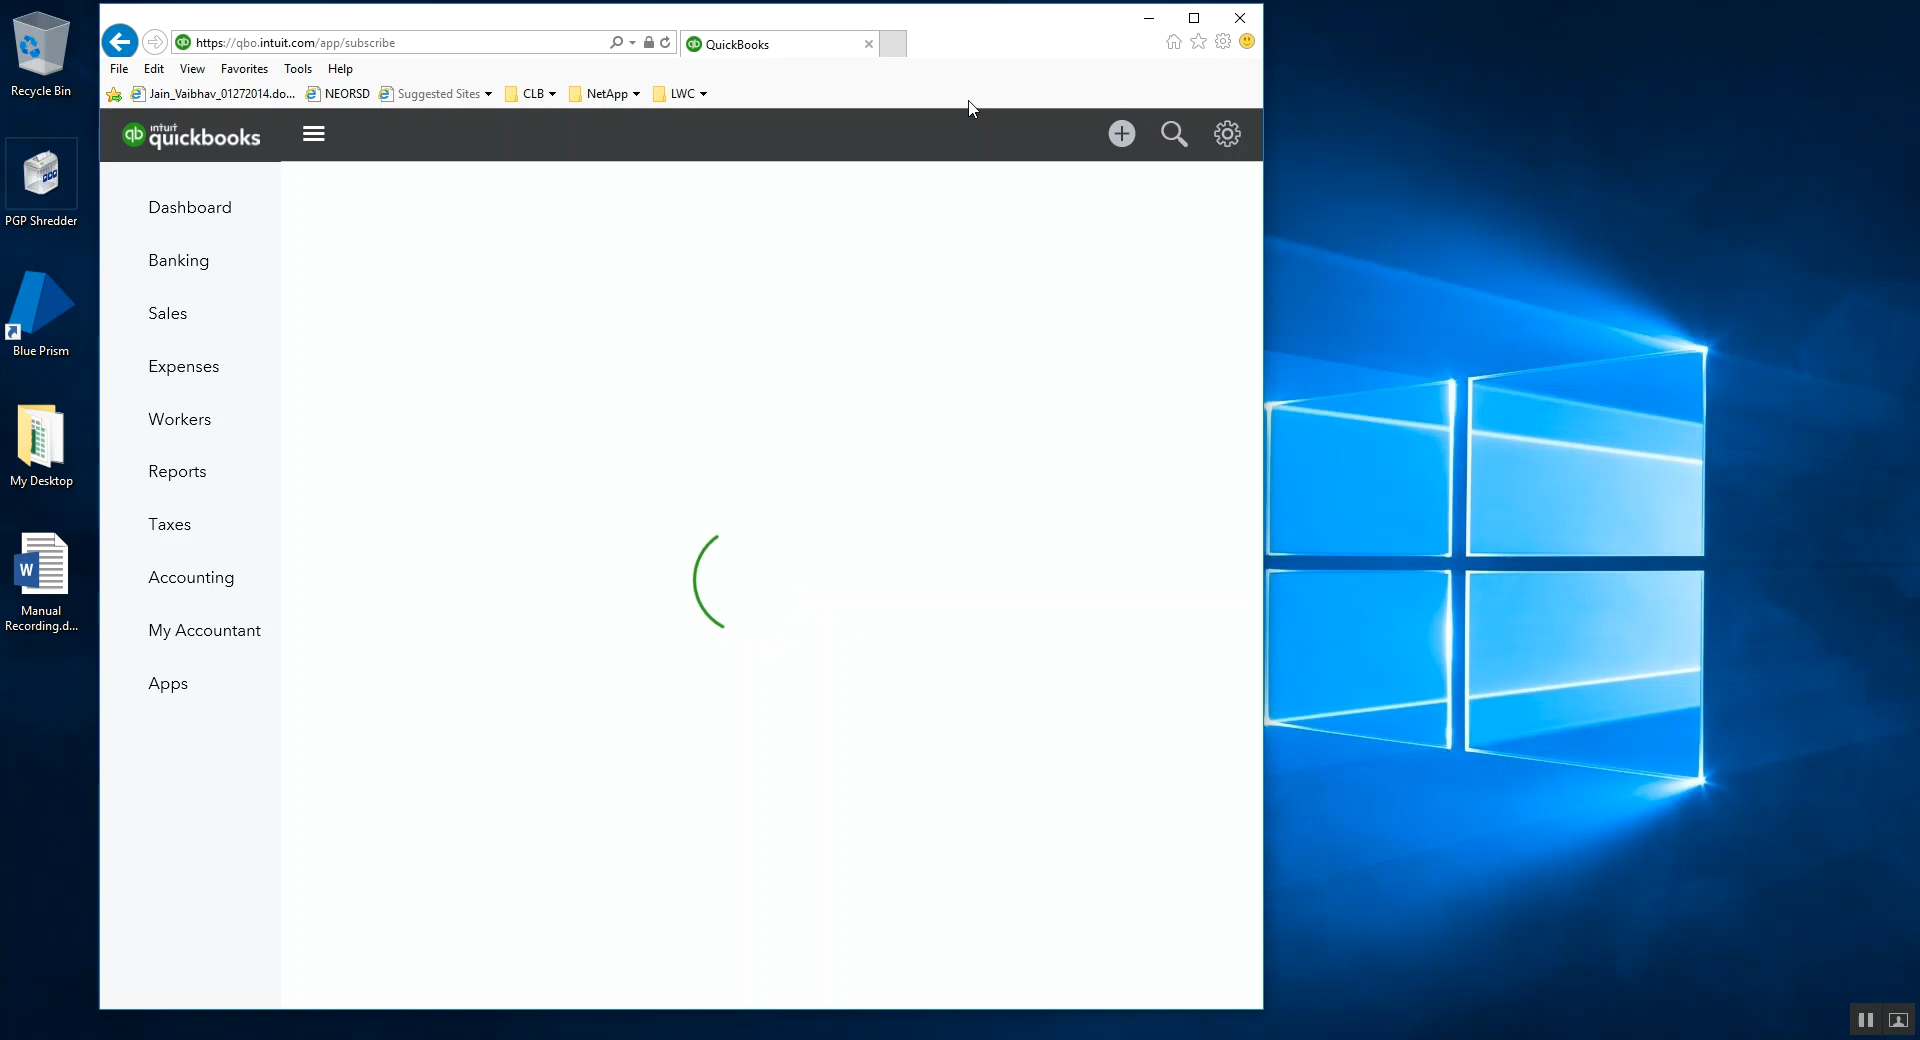 https://qbo.intuit.com/app/subscribe
QuickBooks
File Edit View Favorites Tools Help
Jain_Vaibhav_01272014.do... NEORSD Suggested Sites CLB NetApp LWC
qb intuit quickbooks
Dashboard
Banking
Sales
Expenses
Workers
Reports
Taxes
Accounting
My Accountant
Apps
Recycle Bin
PGP Shredder
Blue Prism
My Desktop
Manual
Recording.d...